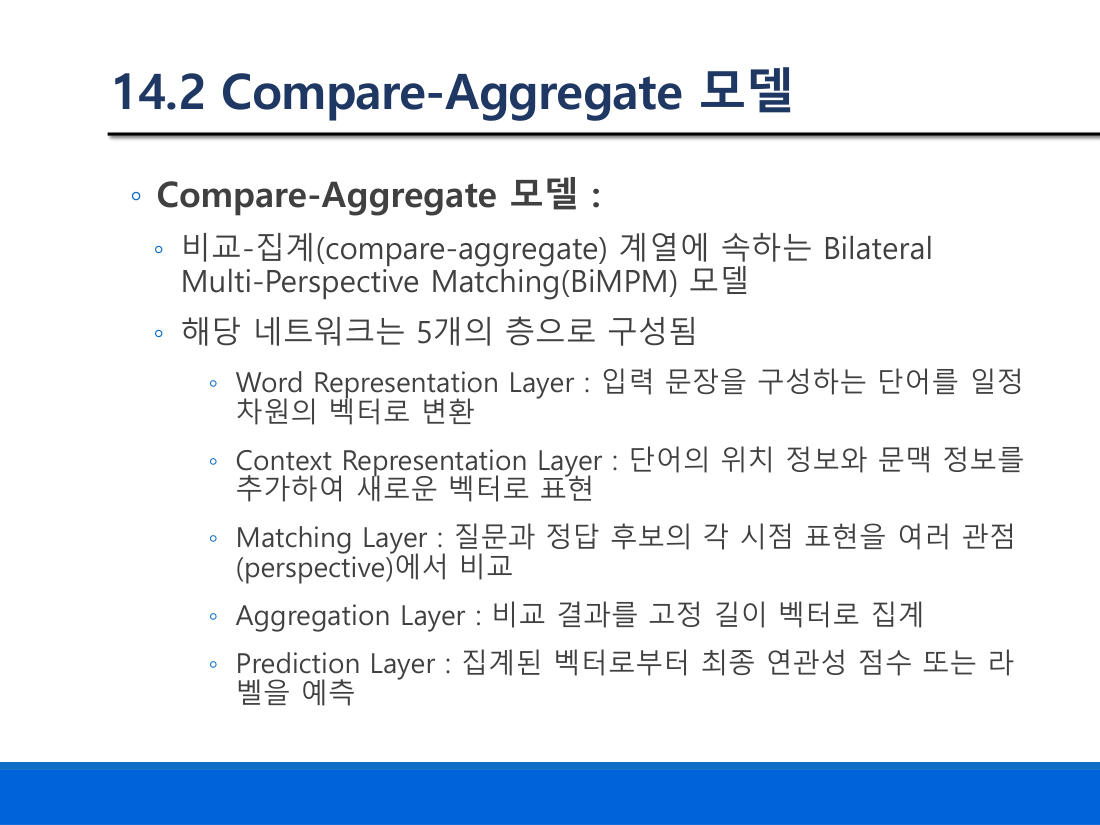 14.2 Compare-Aggregate 모델
◦ Compare-Aggregate 모델 :
◦ 비교-집계(compare-aggregate) 계열에 속하는 Bilateral
Multi-Perspective Matching(BiMPM) 모델
◦ 해당 네트워크는 5개의 층으로 구성됨
◦ Word Representation Layer : 입력 문장을 구성하는 단어를 일정
차원의 벡터로 변환
◦ Context Representation Layer : 단어의 위치 정보와 문맥 정보를
추가하여 새로운 벡터로 표현
◦ Matching Layer : 질문과 정답 후보의 각 시점 표현을 여러 관점
(perspective)에서 비교
◦ Aggregation Layer : 비교 결과를 고정 길이 벡터로 집계
◦ Prediction Layer : 집계된 벡터로부터 최종 연관성 점수 또는 라
벨을 예측